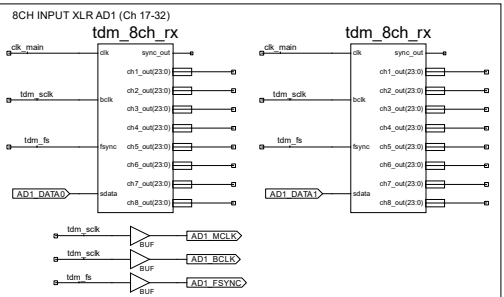 8CH INPUT XLR AD1 (Ch 17-32)
tdm_8ch_rx
clk_main
clk
sync_out
ch1_out(23:0)
ch2_out(23:0)
tdm_sclk
bclk
ch3_out(23:0)
ch4_out(23:0)
tdm_fs
fsync
ch5_out(23:0)
ch6_out(23:0)
ch7_out(23:0)
AD1_DATA0
sdata
ch8_out(23:0)
tdm_8ch_rx
clk_main
clk
sync_out
ch1_out(23:0)
ch2_out(23:0)
tdm_sclk
bclk
ch3_out(23:0)
ch4_out(23:0)
tdm_fs
fsync
ch5_out(23:0)
ch6_out(23:0)
ch7_out(23:0)
AD1_DATA1
sdata
ch8_out(23:0)
tdm_sclk
BUF
AD1_MCLK
tdm_sclk
BUF
AD1_BCLK
tdm_fs
BUF
AD1_FSYNC